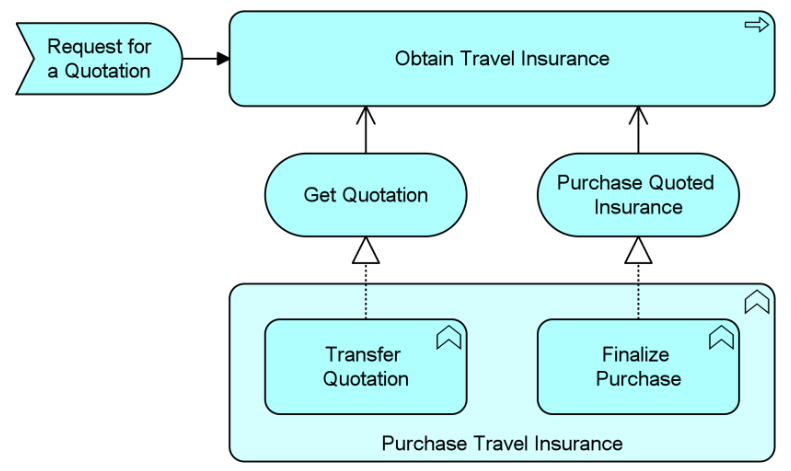 Request for
a Quotation
Obtain Travel Insurance
Get Quotation
Purchase Quoted
Insurance
Transfer
Quotation
Finalize
Purchase
Purchase Travel Insurance